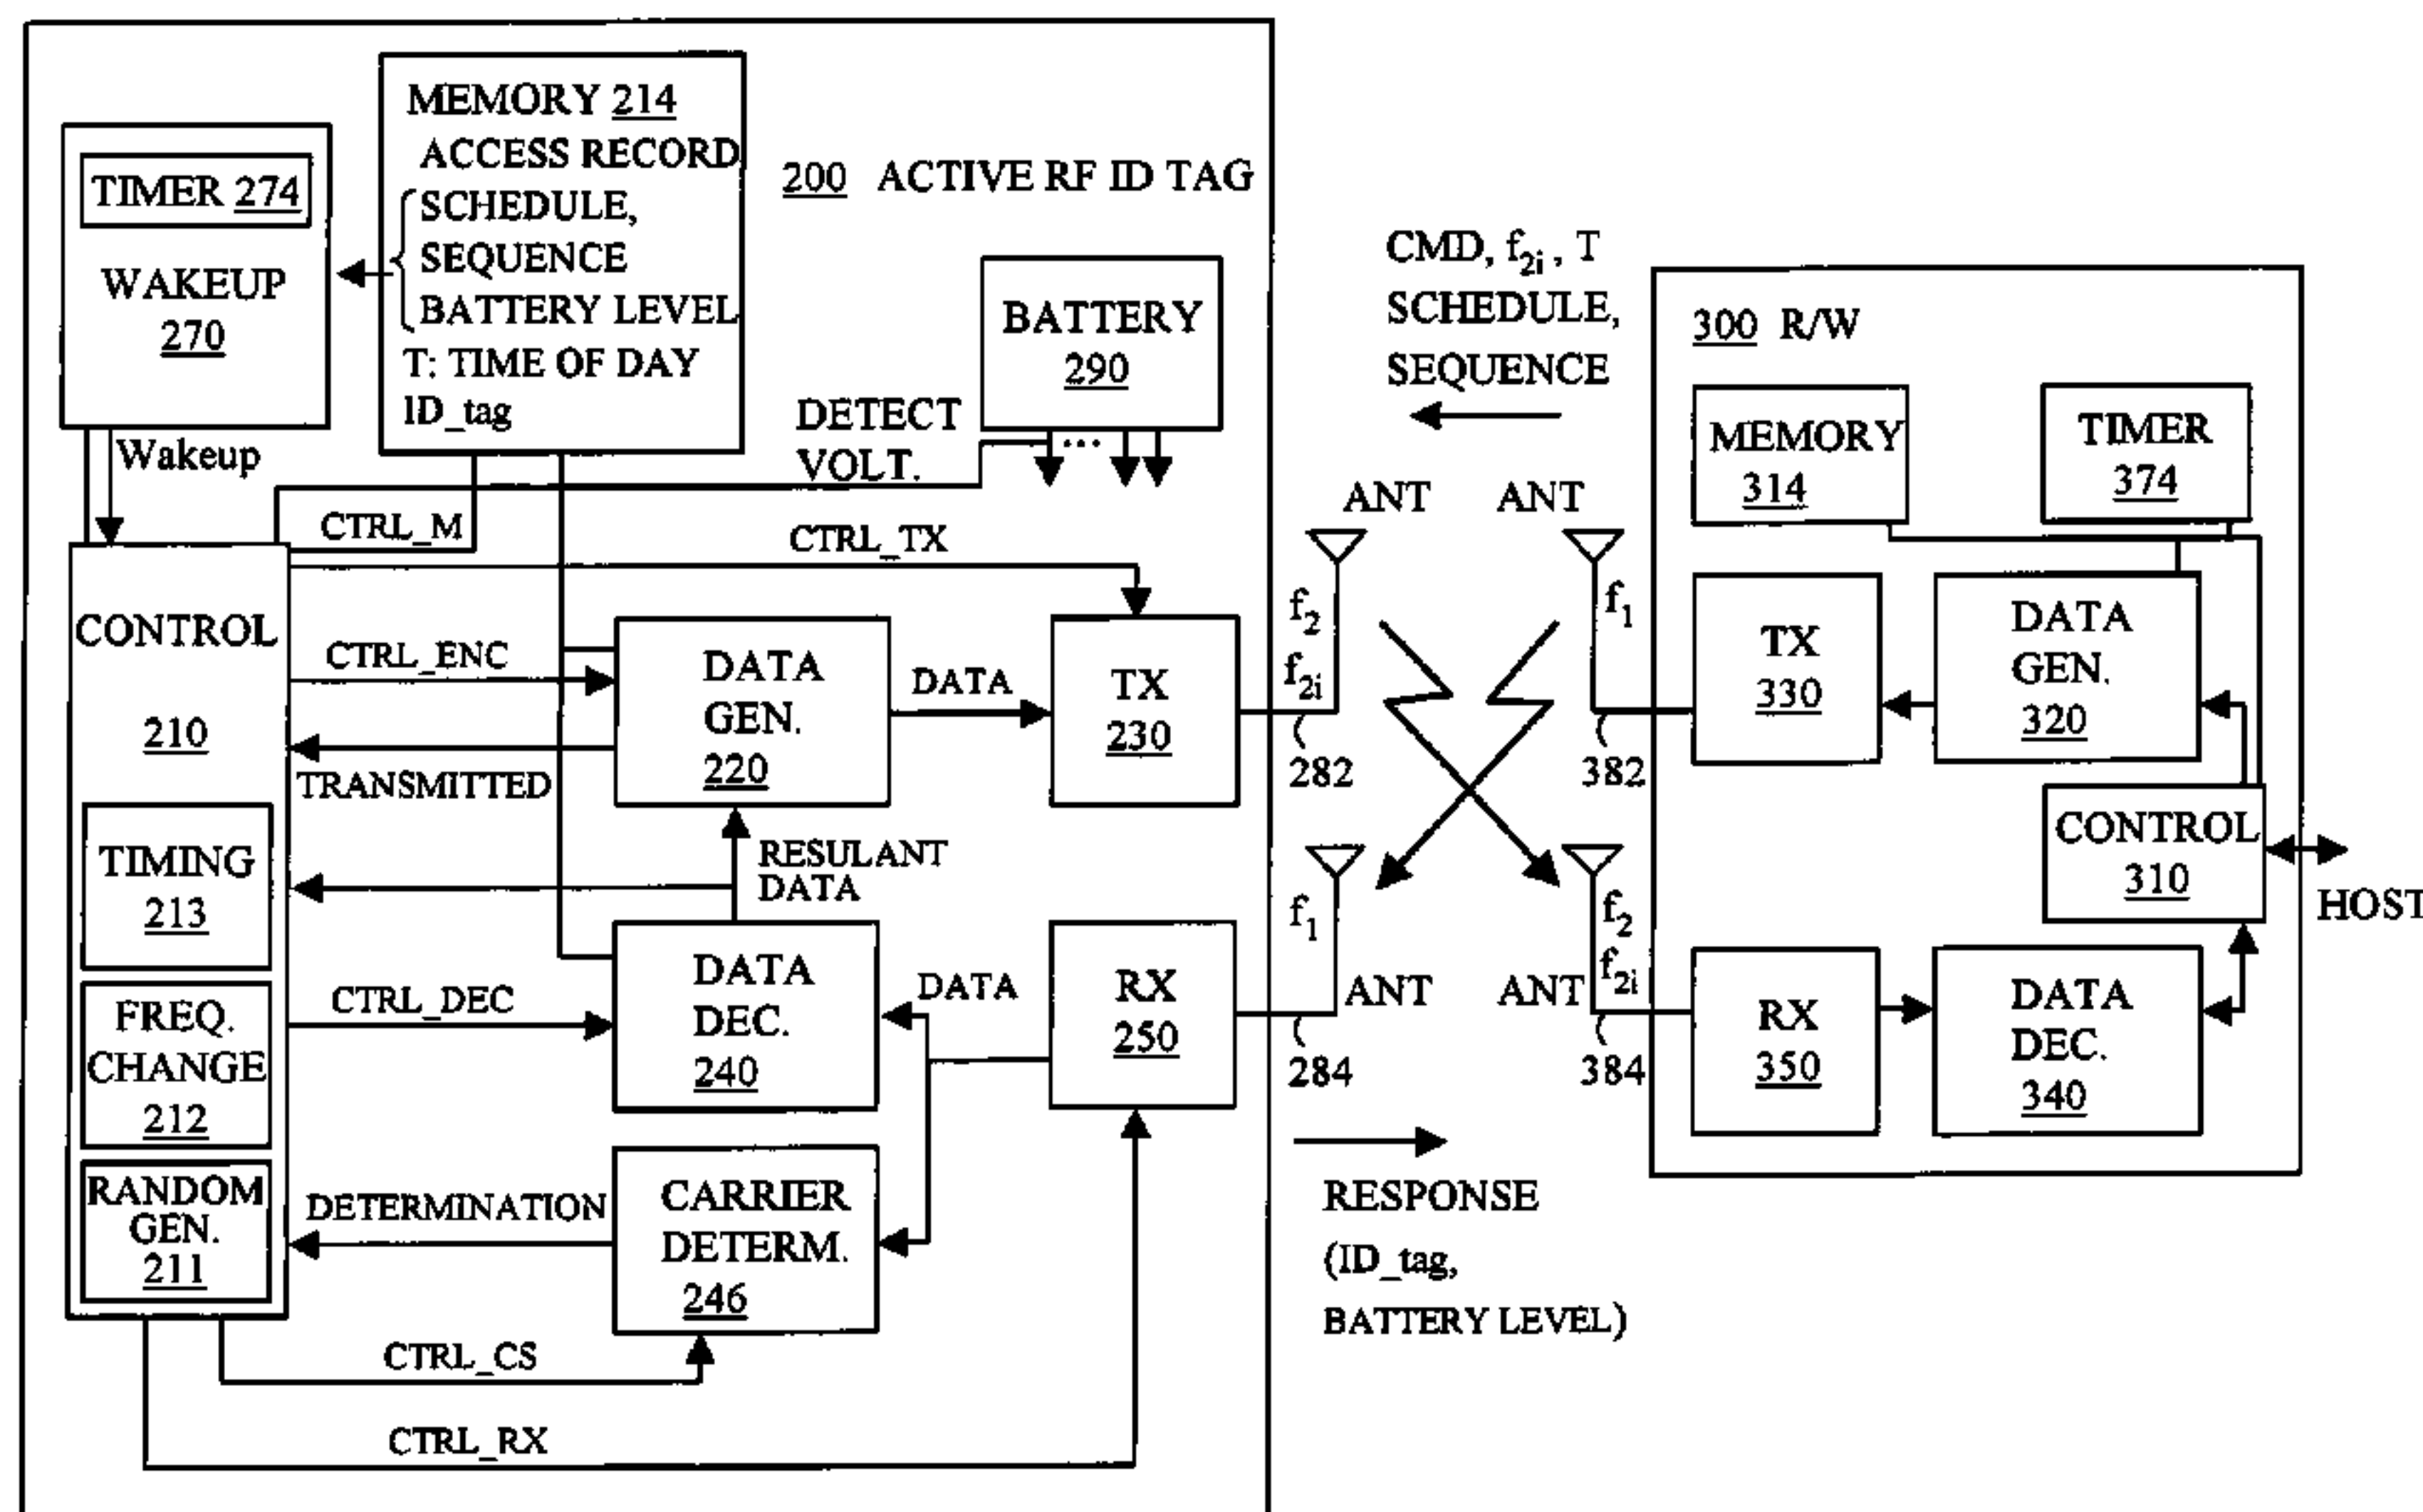 MEMORY 214
ACCESS RECORD
SCHEDULE,
SEQUENCE
BATTERY LEVEL
T: TIME OF DAY
ID_tag
TIMER 274
WAKEUP
270
Wakeup
200 ACTIVE RF ID TAG
BATTERY
290
DETECT
VOLT.
...
CTRL_M
CTRL_TX
CONTROL
210
CTRL_ENC
TRANSMITTED
DATA
GEN.
220
DATA
TX
230
f2
f2i
282
ANT
TIMING
213
RESULANT
DATA
FREQ.
CHANGE
212
CTRL_DEC
DATA
DEC.
240
DATA
RX
250
f1
ANT
284
RANDOM
GEN.
211
DETERMINATION
CARRIER
DETERM.
246
CTRL_CS
CTRL_RX
CMD, f2i, T
SCHEDULE,
SEQUENCE
RESPONSE
(ID_tag,
BATTERY LEVEL)
300 R/W
MEMORY
314
TIMER
374
ANT
f1
382
TX
330
DATA
GEN.
320
CONTROL
310
HOST
f2
f2i
ANT
384
RX
350
DATA
DEC.
340